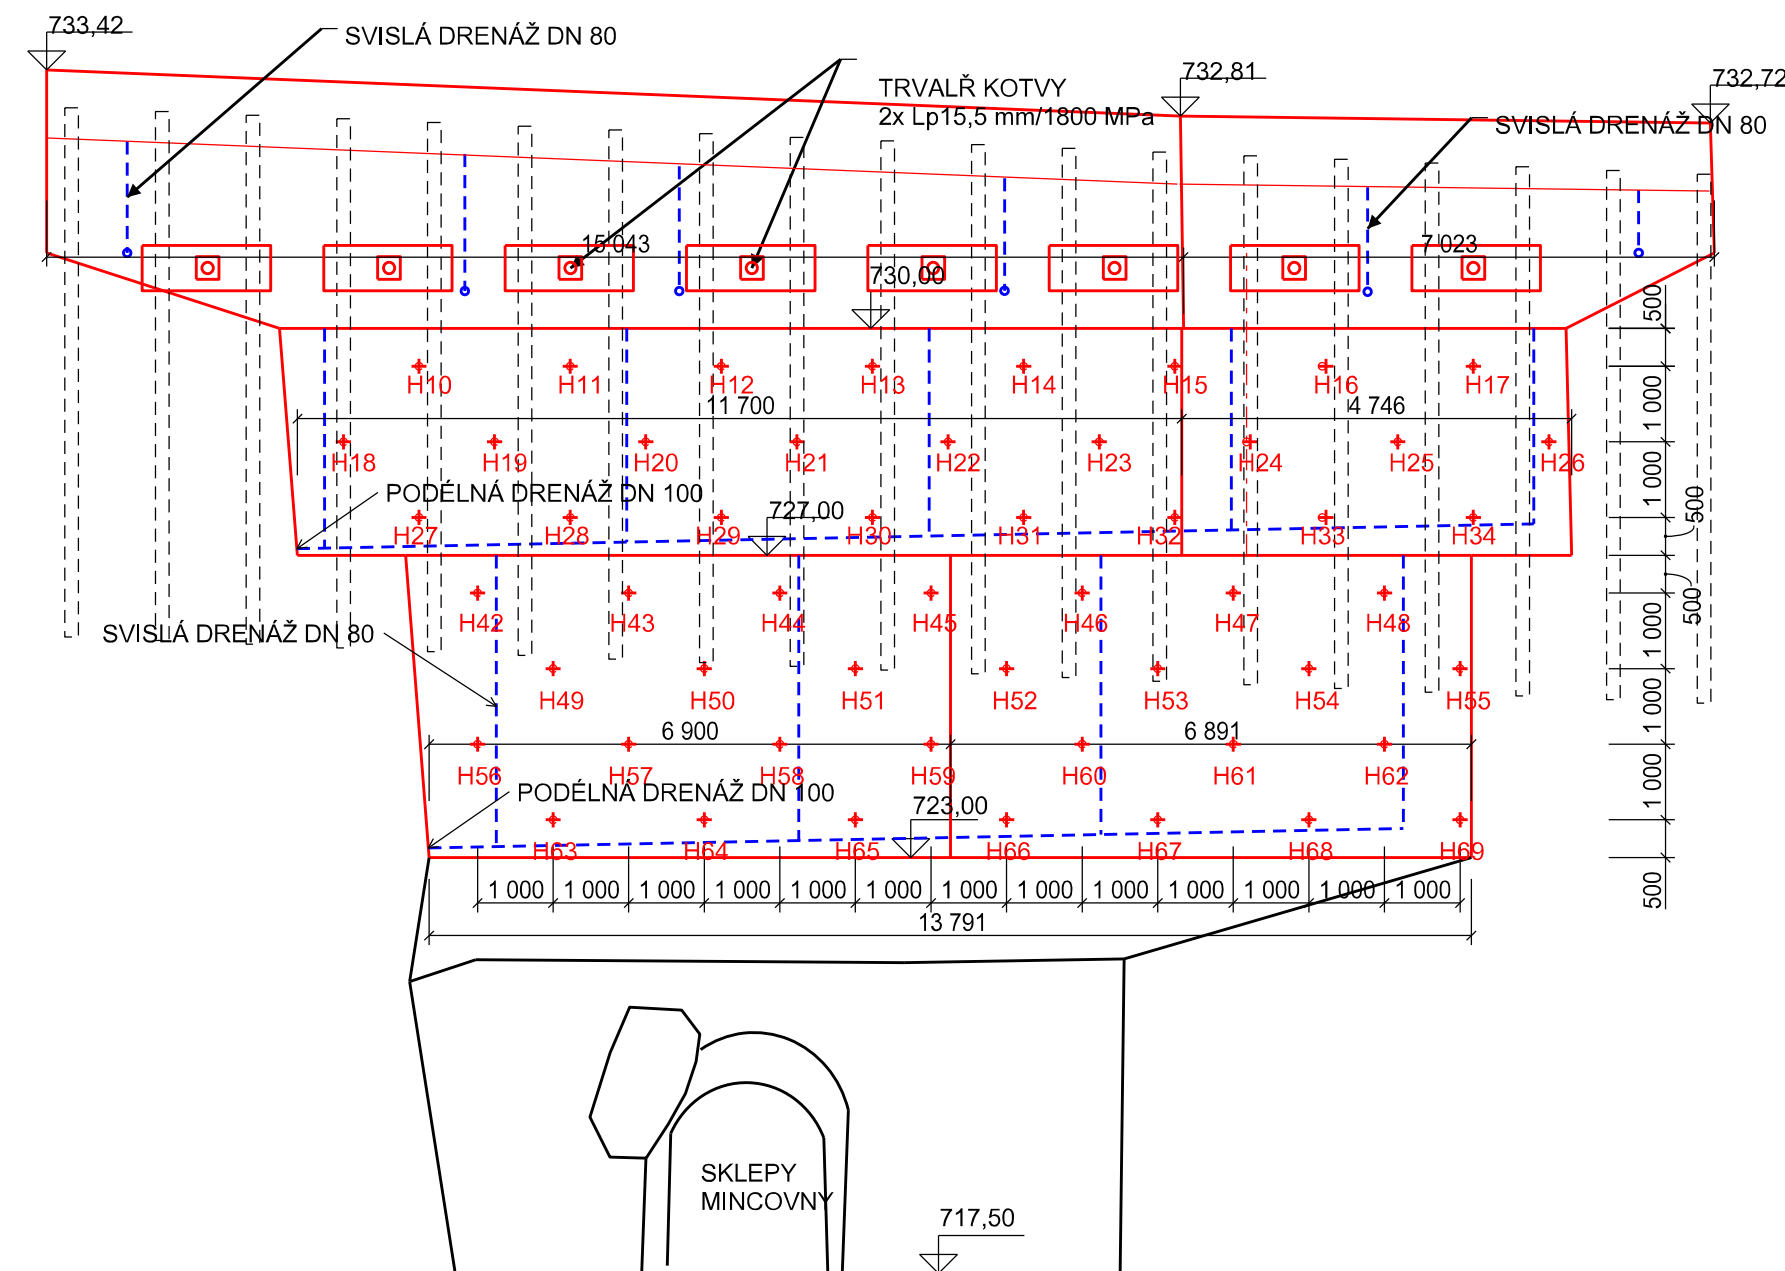 733,42
SVISLÁ DRENÁŽ DN 80
TRVALŘ KOTVY
2x Lp15,5 mm/1800 MPa
732,81
732,72
SVISLÁ DRENÁŽ DN 80
15 043
7 023
730,00
500
H10
H11
H12
H13
H14
H15
H16
H17
1 000
11 700
4 746
H18
H19
H20
H21
H22
H23
H24
H25
H26
1 000
PODÉLNÁ DRENÁŽ DN 100
727,00
500
H27
H28
H29
H30
H31
H32
H33
H34
500
H42
H43
H44
H45
H46
H47
H48
1 000
SVISLÁ DRENÁŽ DN 80
H49
H50
H51
H52
H53
H54
H55
1 000
6 900
6 891
H56
H57
H58
H59
H60
H61
H62
1 000
PODÉLNÁ DRENÁŽ DN 100
723,00
H63
H64
H65
H66
H67
H68
H69
500
1 000
1 000
1 000
1 000
1 000
1 000
1 000
1 000
1 000
1 000
1 000
1 000
1 000
13 791
SKLEPY
MINCOVNY
717,50